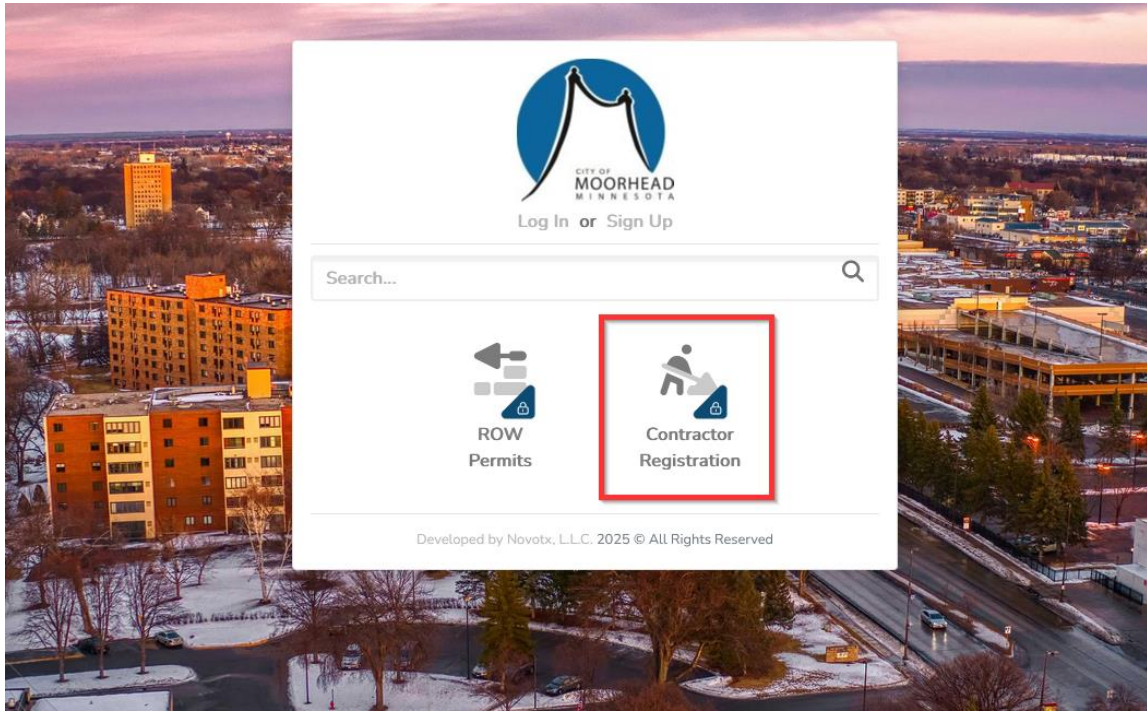 CITY OF
MOORHEAD
MINNESOTA
Log In or Sign Up
Search...
ROW
Permits
Contractor
Registration
Developed by Novotx, L.L.C. 2025 © All Rights Reserved